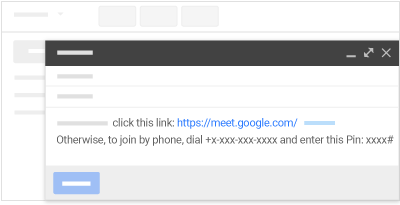 click this link: https://meet.google.com/
Otherwise, to join by phone, dial +x-xxx-xxx-xxxx and enter this Pin: xxxx#